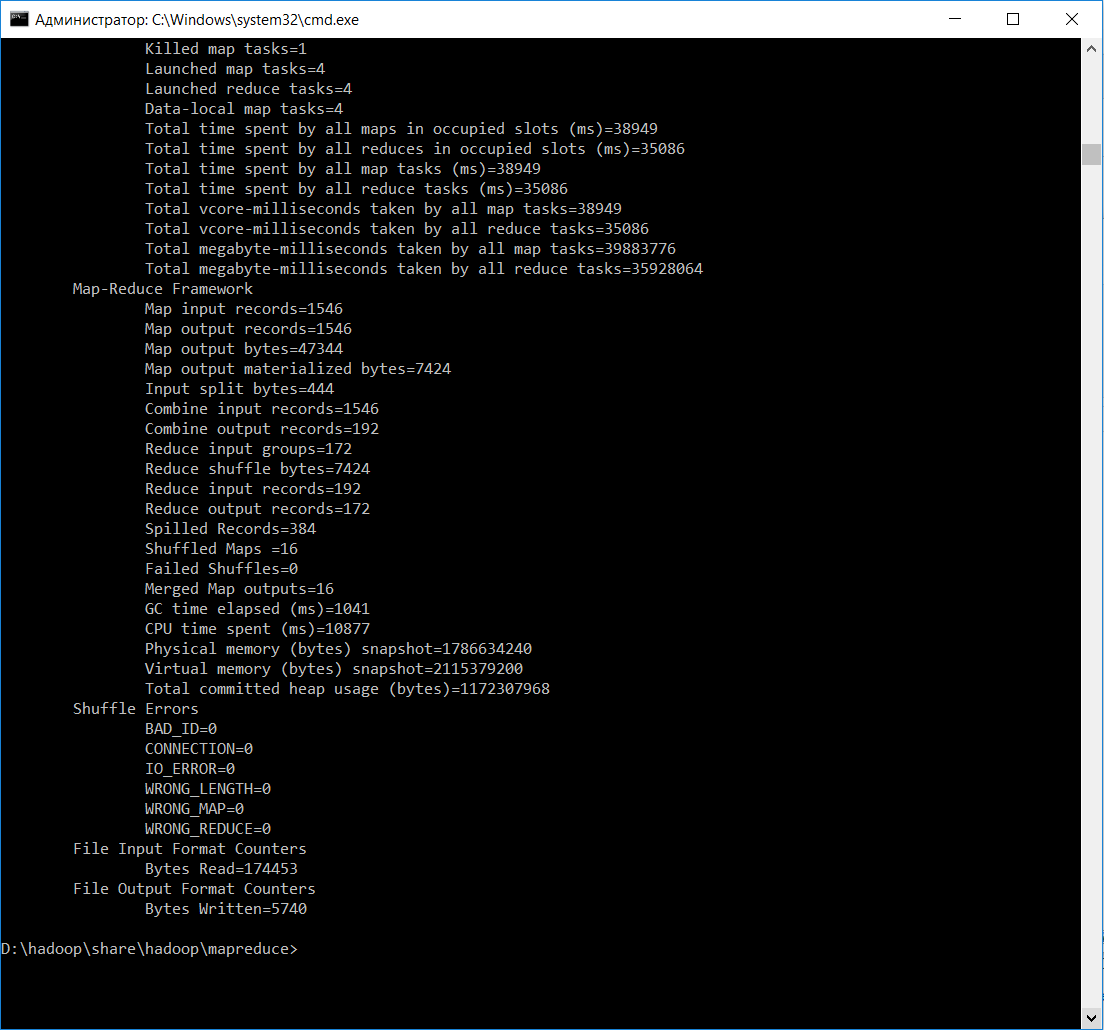 Администратор: C:\Windows\system32\cmd.exe
Killed map tasks=1
Launched map tasks=4
Launched reduce tasks=4
Data-local map tasks=4
Total time spent by all maps in occupied slots (ms)=38949
Total time spent by all reduces in occupied slots (ms)=35086
Total time spent by all map tasks (ms)=38949
Total time spent by all reduce tasks (ms)=35086
Total vcore-milliseconds taken by all map tasks=38949
Total vcore-milliseconds taken by all reduce tasks=35086
Total megabyte-milliseconds taken by all map tasks=39883776
Total megabyte-milliseconds taken by all reduce tasks=35928064
Map-Reduce Framework
Map input records=1546
Map output records=1546
Map output bytes=47344
Map output materialized bytes=7424
Input split bytes=444
Combine input records=1546
Combine output records=192
Reduce input groups=172
Reduce shuffle bytes=7424
Reduce input records=192
Reduce output records=172
Spilled Records=384
Shuffled Maps =16
Failed Shuffles=0
Merged Map outputs=16
GC time elapsed (ms)=1041
CPU time spent (ms)=10877
Physical memory (bytes) snapshot=1786634240
Virtual memory (bytes) snapshot=2115379200
Total committed heap usage (bytes)=1172307968
Shuffle Errors
BAD_ID=0
CONNECTION=0
IO_ERROR=0
WRONG_LENGTH=0
WRONG_MAP=0
WRONG_REDUCE=0
File Input Format Counters
Bytes Read=174453
File Output Format Counters
Bytes Written=5740
D:\hadoop\share\hadoop\mapreduce>